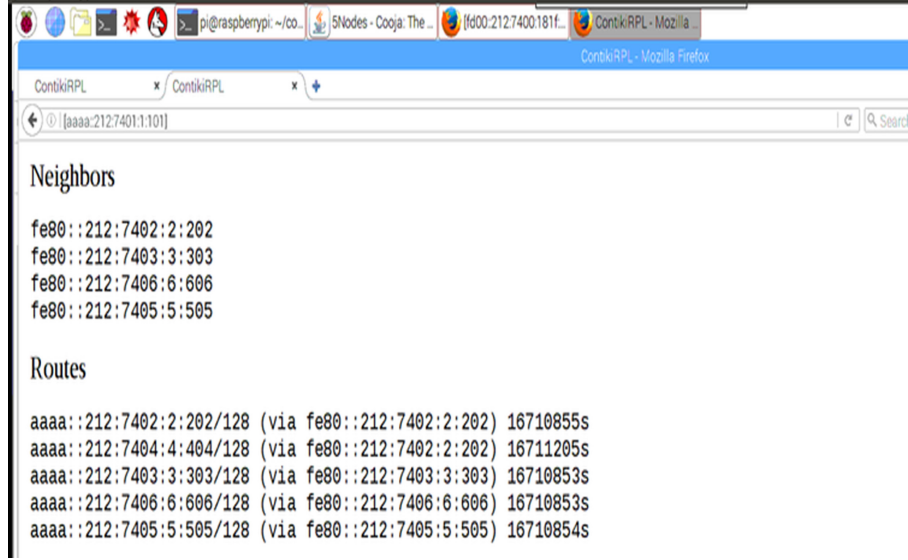 pi@raspberrypi: ~/co... 5Nodes - Cooja: The ... [fd00::212:7400:181f... ContikiRPL - Mozilla ...
ContikiRPL - Mozilla Firefox
ContikiRPL x ContikiRPL x +
[aaaa::212:7401:1:101] Search
Neighbors
fe80::212:7402:2:202
fe80::212:7403:3:303
fe80::212:7406:6:606
fe80::212:7405:5:505
Routes
aaaa::212:7402:2:202/128 (via fe80::212:7402:2:202) 16710855s
aaaa::212:7404:4:404/128 (via fe80::212:7402:2:202) 16711205s
aaaa::212:7403:3:303/128 (via fe80::212:7403:3:303) 16710853s
aaaa::212:7406:6:606/128 (via fe80::212:7406:6:606) 16710853s
aaaa::212:7405:5:505/128 (via fe80::212:7405:5:505) 16710854s